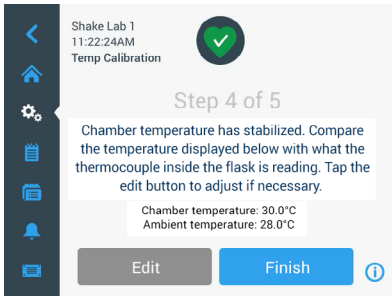 Shake Lab 1
11:22:24AM
Temp Calibration
Step 4 of 5
Chamber temperature has stabilized. Compare
the temperature displayed below with what the
thermocouple inside the flask is reading. Tap the
edit button to adjust if necessary.
Chamber temperature: 30.0°C
Ambient temperature: 28.0°C
Edit
Finish